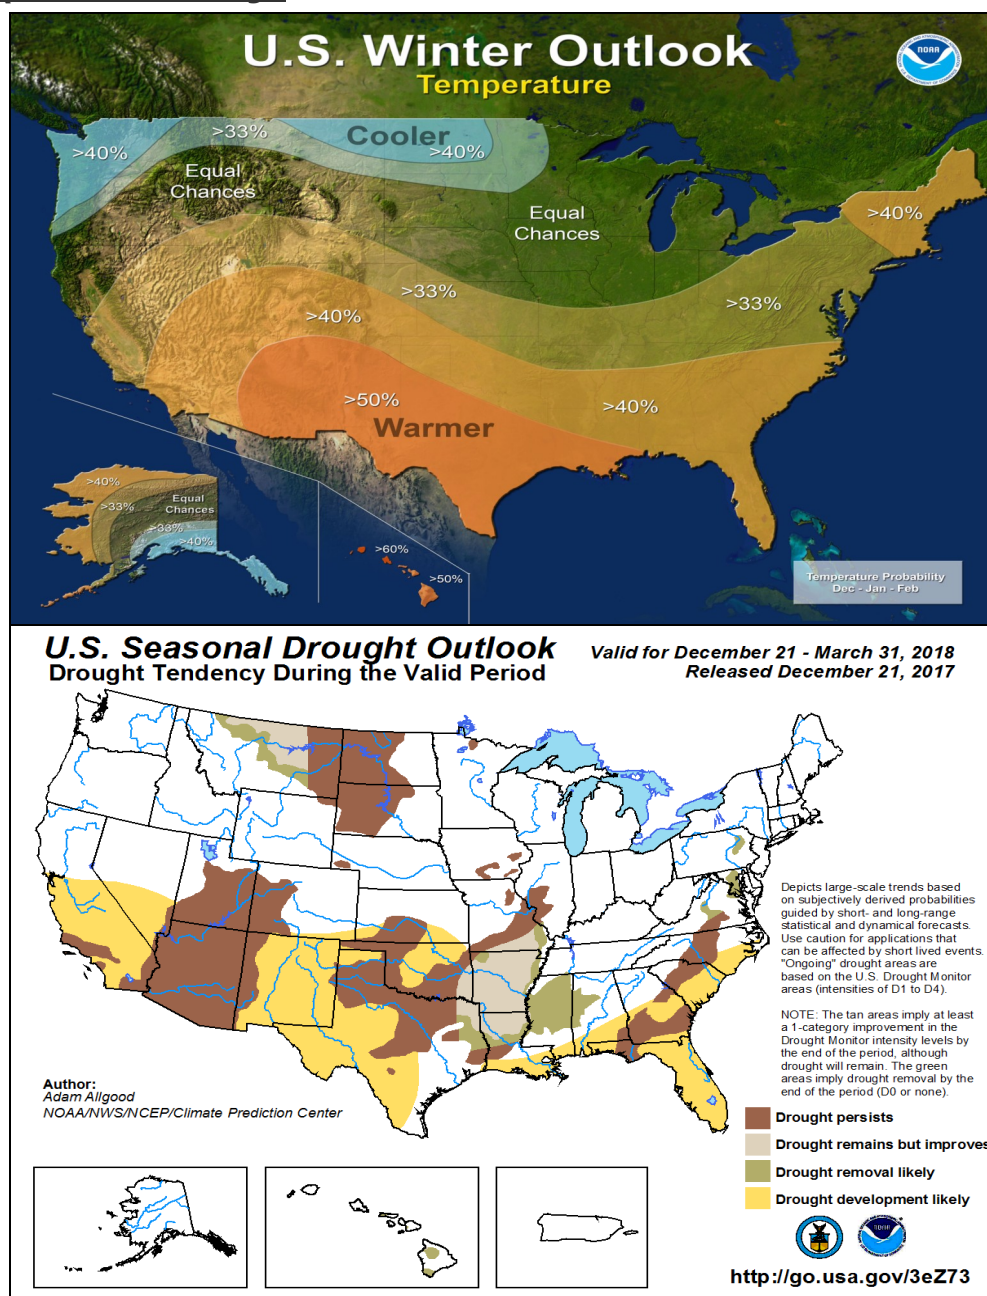 U.S. Winter Outlook
Temperature
NOAA
>40%
>33%
Cooler
>40%
Equal
Chances
Equal
Chances
>40%
>33%
>33%
>40%
>50%
Warmer
>40%
>40%
>33%
Equal
Chances
>33%
>40%
>60%
>50%
Temperature Probability
Dec - Jan - Feb
U.S. Seasonal Drought Outlook
Drought Tendency During the Valid Period
Valid for December 21 - March 31, 2018
Released December 21, 2017
Depicts large-scale trends based
on subjectively derived probabilities
guided by short- and long-range
statistical and dynamical forecasts.
Use caution for applications that
can be affected by short lived events.
"Ongoing" drought areas are
based on the U.S. Drought Monitor
areas (intensities of D1 to D4).
NOTE: The tan areas imply at least
a 1-category improvement in the
Drought Monitor intensity levels by
the end of the period, although
drought will remain. The green
areas imply drought removal by the
end of the period (D0 or none).
Author:
Adam Allgood
NOAA/NWS/NCEP/Climate Prediction Center
Drought persists
Drought remains but improves
Drought removal likely
Drought development likely
http://go.usa.gov/3eZ73